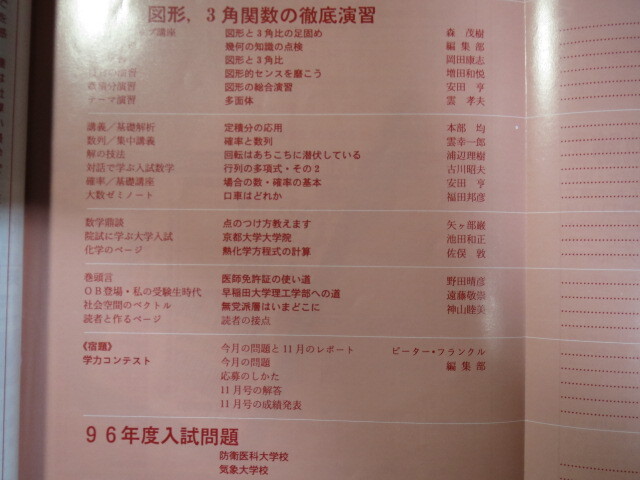 図形，３角関数の徹底演習
講座 図形と３角比の足固め 森 茂樹
幾何の知識の点検 編集部
図形と３角比 岡田康志
演習 図形的センスを磨こう 増田和悦
演習 図形の総合演習 安田 亨
テーマ演習 多面体 雲 孝夫
講義／基礎解析 定積分の応用 本部 均
数列／集中講義 確率と数列 雲幸一郎
解の技法 回転はあちこちに潜伏している 浦辺理樹
対話で学ぶ入試数学 行列の多項式・その２ 古川昭夫
確率／基礎講座 場合の数・確率の基本 安田 亨
大数ゼミノート 口車はどれか 福田邦彦
数学鼎談 点のつけ方教えます 矢ヶ部巌
院試に学ぶ大学入試 京都大学大学院 池田和正
化学のページ 熱化学方程式の計算 佐俣 敦
巻頭言 医師免許証の使い道 野田晴彦
ＯＢ登場・私の受験生時代 早稲田大学理工学部への道 遠藤敬崇
社会空間のベクトル 無党派層はいまどこに 神山睦美
読者と作るページ 読者の接点
《宿題》 今月の問題と11月のレポート ピーター・フランクル
学力コンテスト 今月の問題 編集部
応募のしかた
11月号の解答
11月号の成績発表
９６年度入試問題
防衛医科大学校
気象大学校